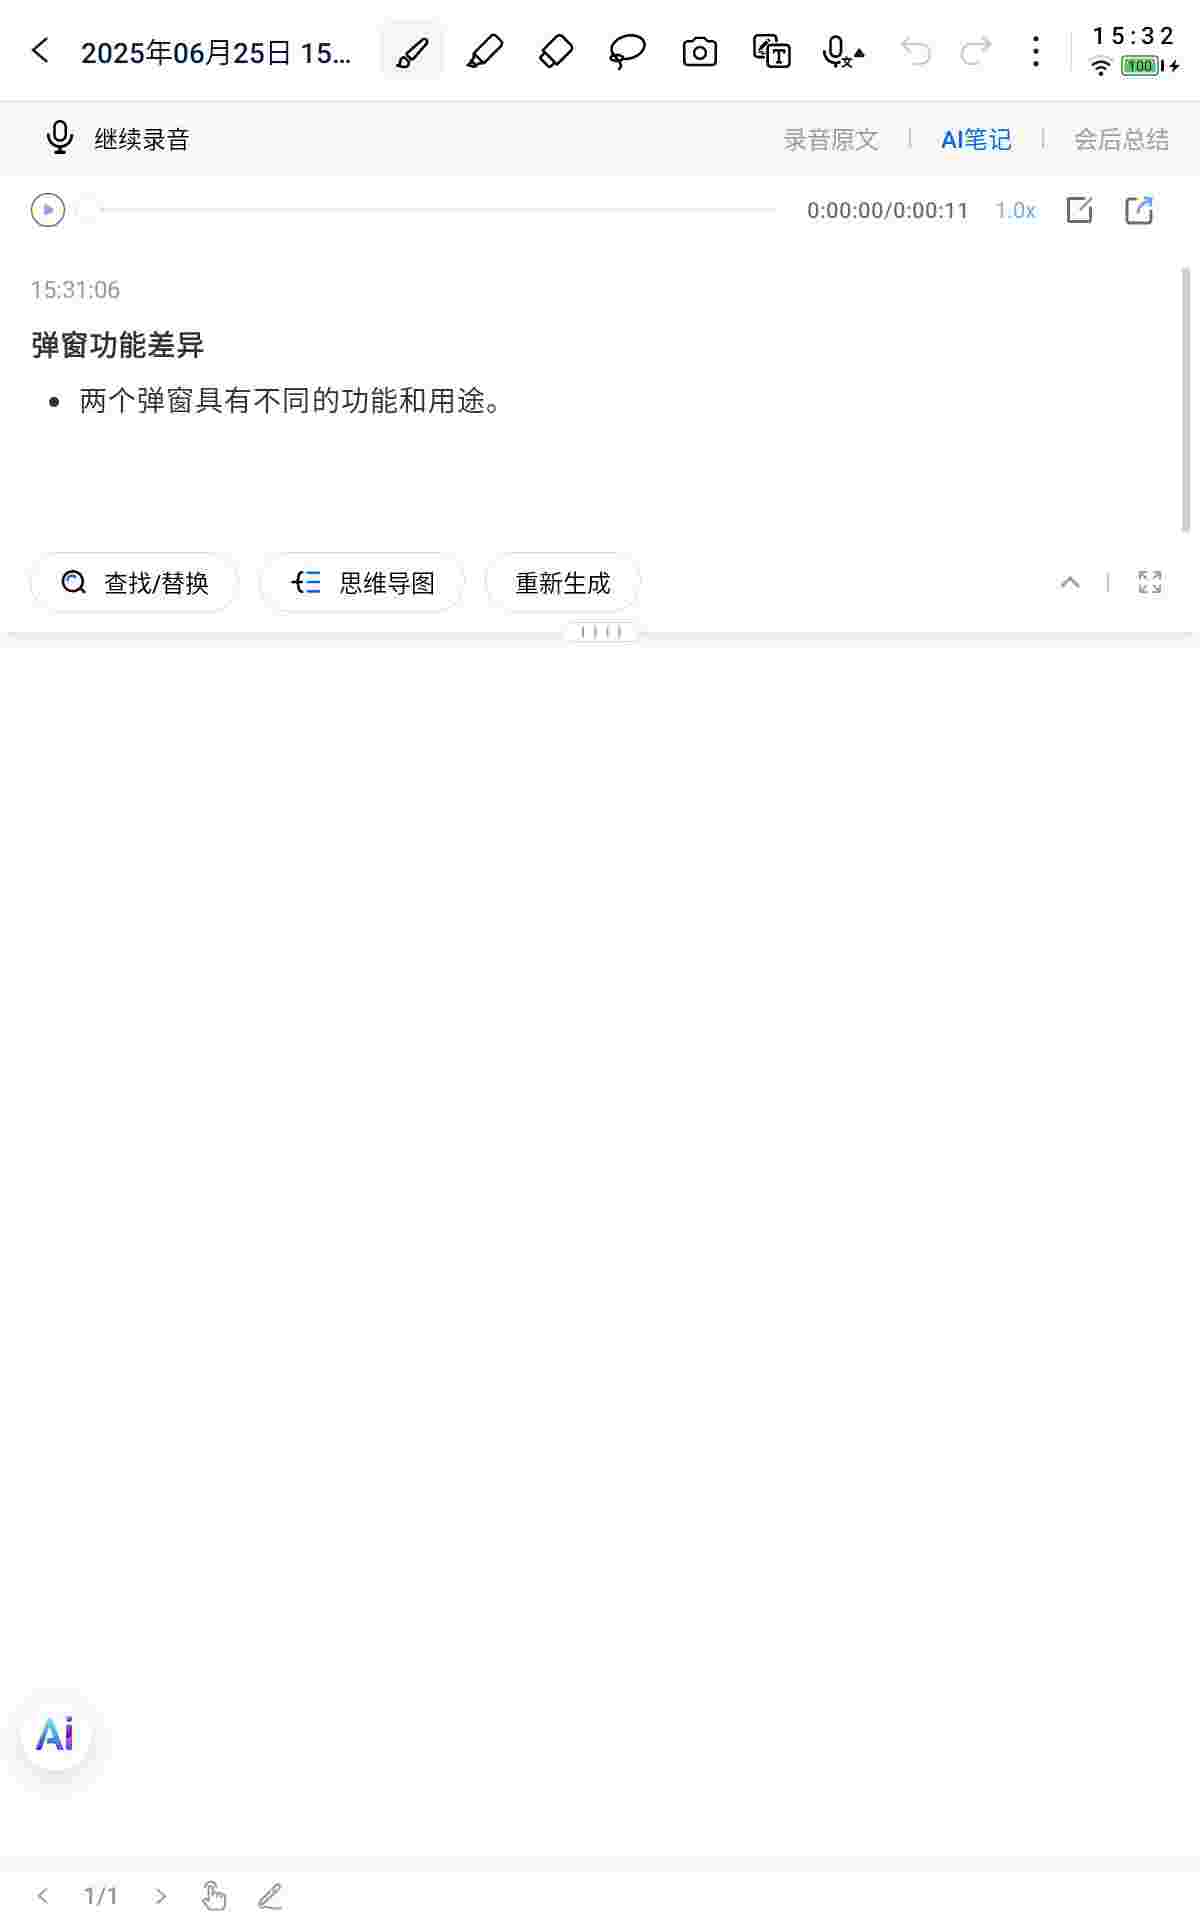 2025年06月25日 15...
15:32
100
继续录音
录音原文
AI笔记
会后总结
0:00:00/0:00:11
1.0x
15:31:06
弹窗功能差异
• 两个弹窗具有不同的功能和用途。
查找/替换
思维导图
重新生成
Ai
1/1